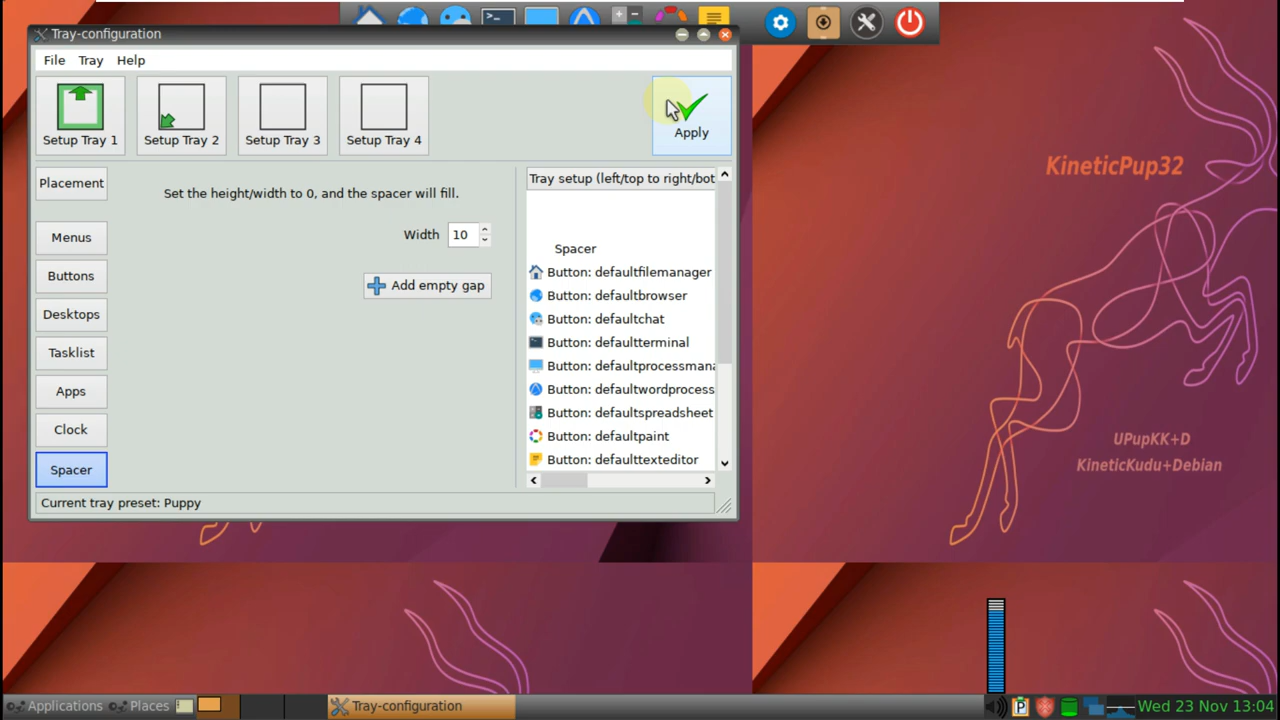 Tray-configuration
File Tray Help
Setup Tray 1 Setup Tray 2 Setup Tray 3 Setup Tray 4 Apply
Placement
Menus
Buttons
Desktops
Tasklist
Apps
Clock
Spacer
Set the height/width to 0, and the spacer will fill.
Width 10
Add empty gap
Tray setup (left/top to right/bot
Spacer
Button: defaultfilemanager
Button: defaultbrowser
Button: defaultchat
Button: defaultterminal
Button: defaultprocessmana
Button: defaultwordprocess
Button: defaultspreadsheet
Button: defaultpaint
Button: defaulttexteditor
Current tray preset: Puppy
KineticPup32
UPupKK+D
KineticKudu+Debian
Applications Places Tray-configuration P Wed 23 Nov 13:04